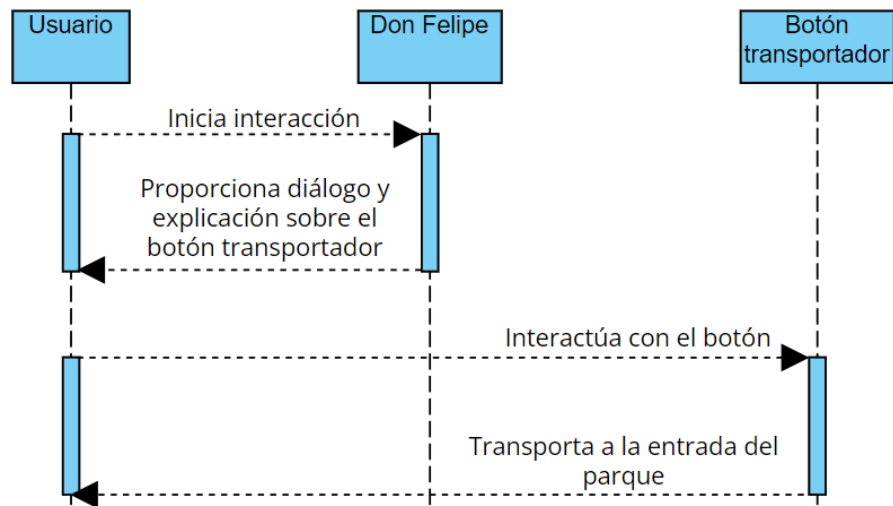 Usuario
Don Felipe
Botón
transportador
Inicia interacción
Proporciona diálogo y
explicación sobre el
botón transportador
Interactúa con el botón
Transporta a la entrada del
parque